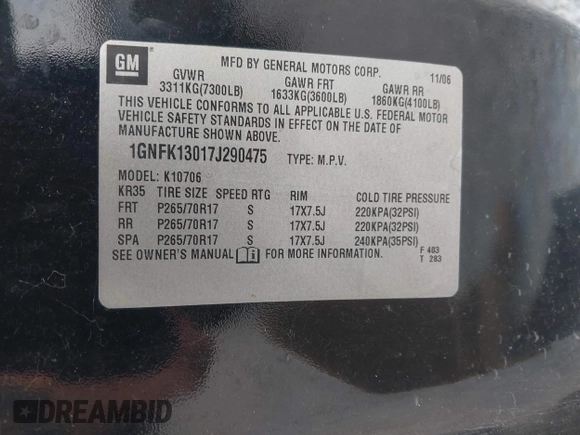 GM
MFD BY GENERAL MOTORS CORP. 11/06
GVWR GAWR FRT GAWR RR
3311KG(7300LB) 1633KG(3600LB) 1860KG(4100LB)
THIS VEHICLE CONFORMS TO ALL APPLICABLE U.S. FEDERAL MOTOR
VEHICLE SAFETY STANDARDS IN EFFECT ON THE DATE OF
MANUFACTURE SHOWN ABOVE.
1GNFK13017J290475 TYPE: M.P.V.
MODEL: K10706
KR35 TIRE SIZE SPEED RTG RIM COLD TIRE PRESSURE
FRT P265/70R17 S 17X7.5J 220KPA(32PSI)
RR P265/70R17 S 17X7.5J 220KPA(32PSI)
SPA P265/70R17 S 17X7.5J 240KPA(35PSI)
SEE OWNER'S MANUAL FOR MORE INFORMATION.
F 403
T 283
DREAMBID